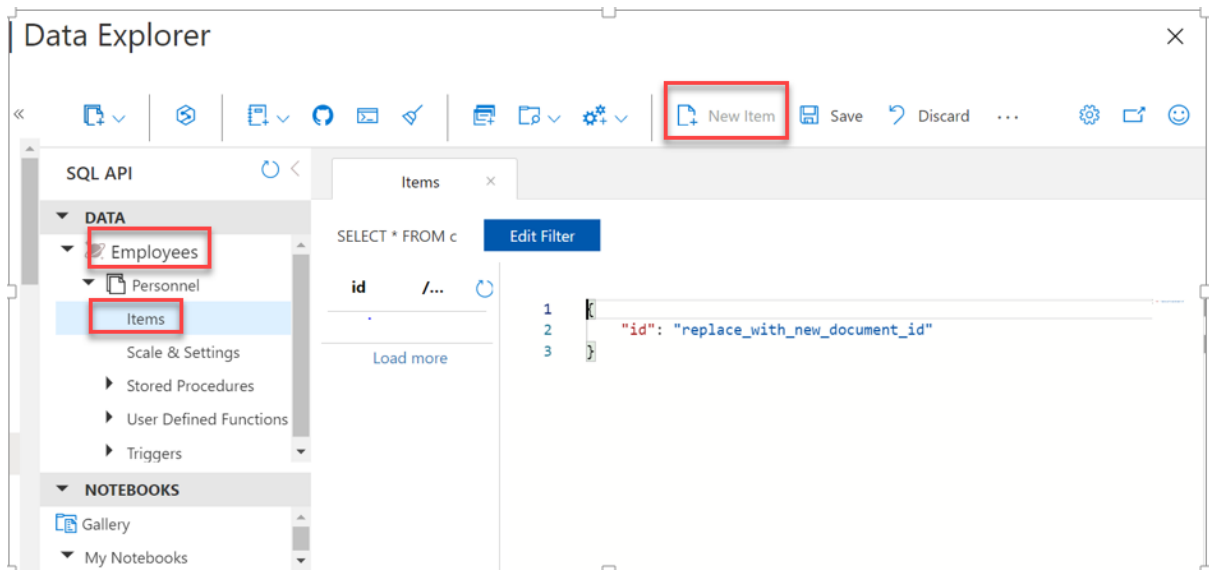 Data Explorer
New Item Save Discard ...
SQL API
Items
DATA
SELECT * FROM c Edit Filter
Employees
id /...
Personnel
1 {
Items
2 "id": "replace_with_new_document_id"
3 }
Scale & Settings
Load more
Stored Procedures
User Defined Functions
Triggers
NOTEBOOKS
Gallery
My Notebooks